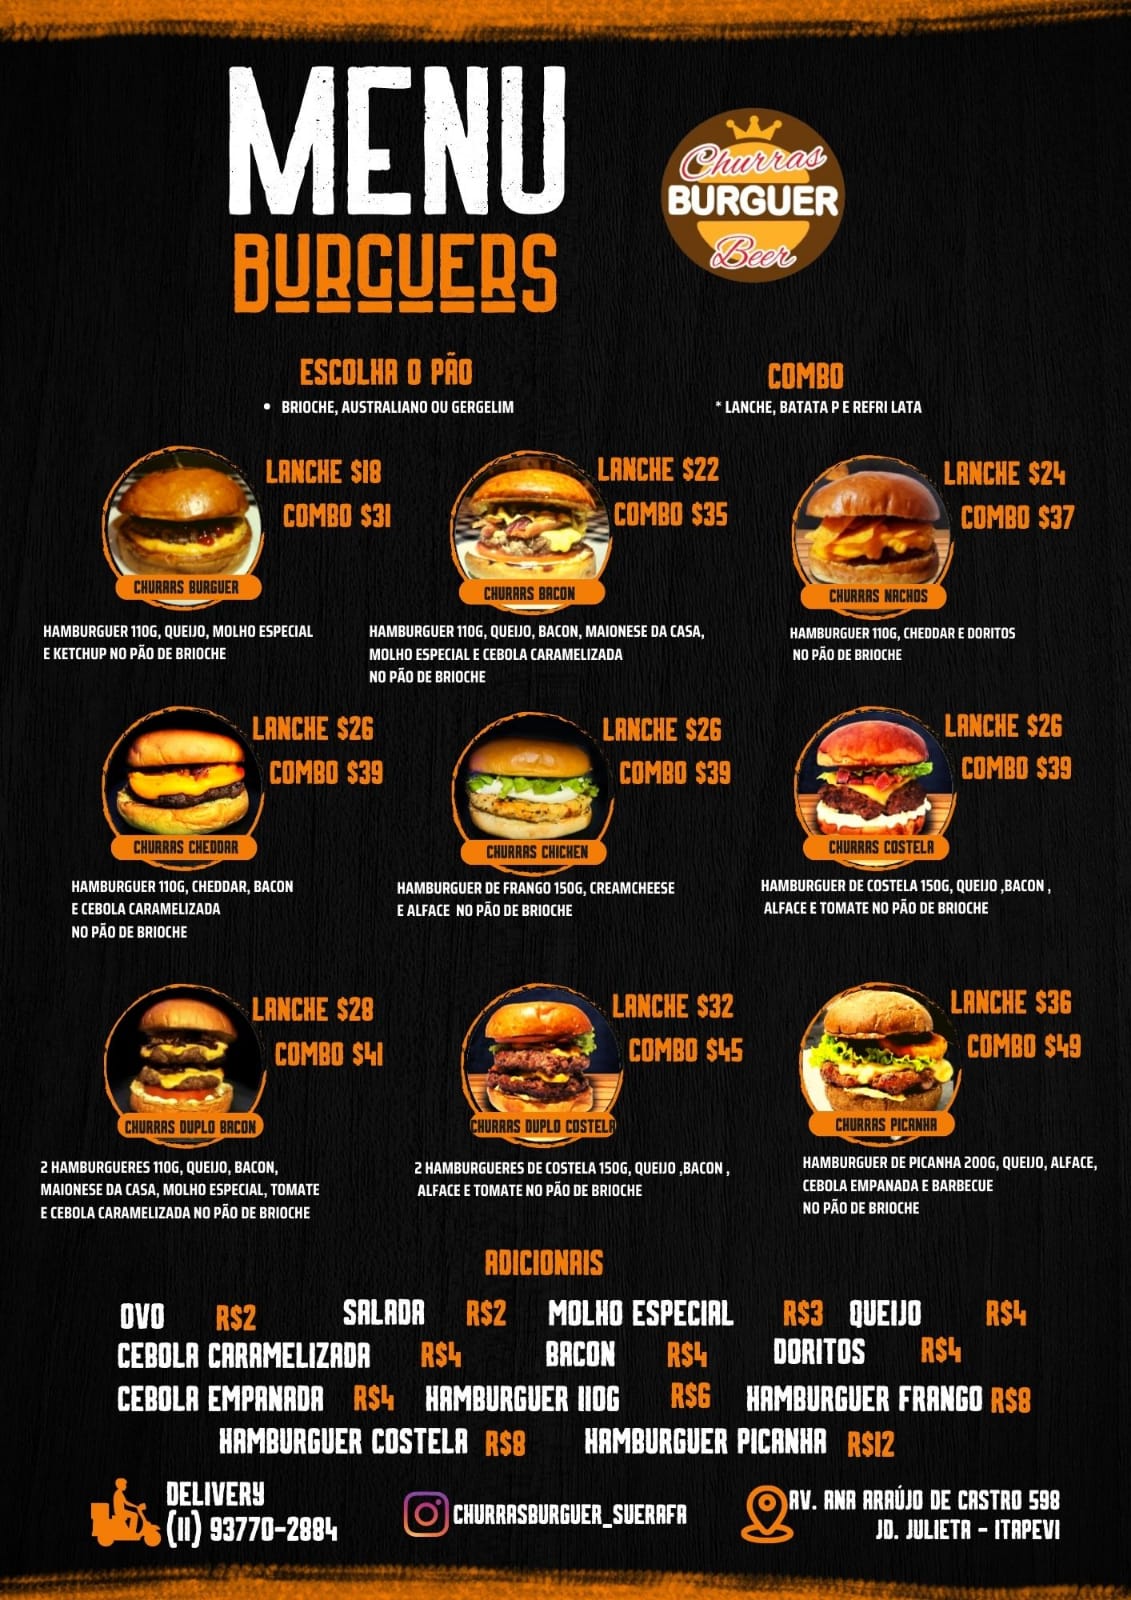 MENU
BURGUERS
Churras
BURGUER
Beer
ESCOLHA O PÃO
• BRIOCHE, AUSTRALIANO OU GERGELIM
COMBO
* LANCHE, BATATA P E REFRI LATA
LANCHE $18
COMBO $31
CHURRAS BURGUER
HAMBURGUER 110G, QUEIJO, MOLHO ESPECIAL
E KETCHUP NO PÃO DE BRIOCHE
LANCHE $22
COMBO $35
CHURRAS BACON
HAMBURGUER 110G, QUEIJO, BACON, MAIONESE DA CASA,
MOLHO ESPECIAL E CEBOLA CARAMELIZADA
NO PÃO DE BRIOCHE
LANCHE $24
COMBO $37
CHURRAS NACHOS
HAMBURGUER 110G, CHEDDAR E DORITOS
NO PÃO DE BRIOCHE
LANCHE $26
COMBO $39
CHURRAS CHEDDAR
HAMBURGUER 110G, CHEDDAR, BACON
E CEBOLA CARAMELIZADA
NO PÃO DE BRIOCHE
LANCHE $26
COMBO $39
CHURRAS CHICKEN
HAMBURGUER DE FRANGO 150G, CREAMCHEESE
E ALFACE NO PÃO DE BRIOCHE
LANCHE $26
COMBO $39
CHURRAS COSTELA
HAMBURGUER DE COSTELA 150G, QUEIJO ,BACON ,
ALFACE E TOMATE NO PÃO DE BRIOCHE
LANCHE $28
COMBO $41
CHURRAS DUPLO BACON
2 HAMBURGUERES 110G, QUEIJO, BACON,
MAIONESE DA CASA, MOLHO ESPECIAL, TOMATE
E CEBOLA CARAMELIZADA NO PÃO DE BRIOCHE
LANCHE $32
COMBO $45
CHURRAS DUPLO COSTELA
2 HAMBURGUERES DE COSTELA 150G, QUEIJO ,BACON ,
ALFACE E TOMATE NO PÃO DE BRIOCHE
LANCHE $36
COMBO $49
CHURRAS PICANHA
HAMBURGUER DE PICANHA 200G, QUEIJO, ALFACE,
CEBOLA EMPANADA E BARBECUE
NO PÃO DE BRIOCHE
ADICIONAIS
OVO R$2 SALADA R$2 MOLHO ESPECIAL R$3 QUEIJO R$4
CEBOLA CARAMELIZADA R$4 BACON R$4 DORITOS R$4
CEBOLA EMPANADA R$4 HAMBURGUER 110G R$6 HAMBURGUER FRANGO R$8
HAMBURGUER COSTELA R$8 HAMBURGUER PICANHA R$12
DELIVERY
(11) 93770-2884
CHURRASBURGUER_SUERAFA
AV. ANA ARAÚJO DE CASTRO 598
JD. JULIETA - ITAPEVI